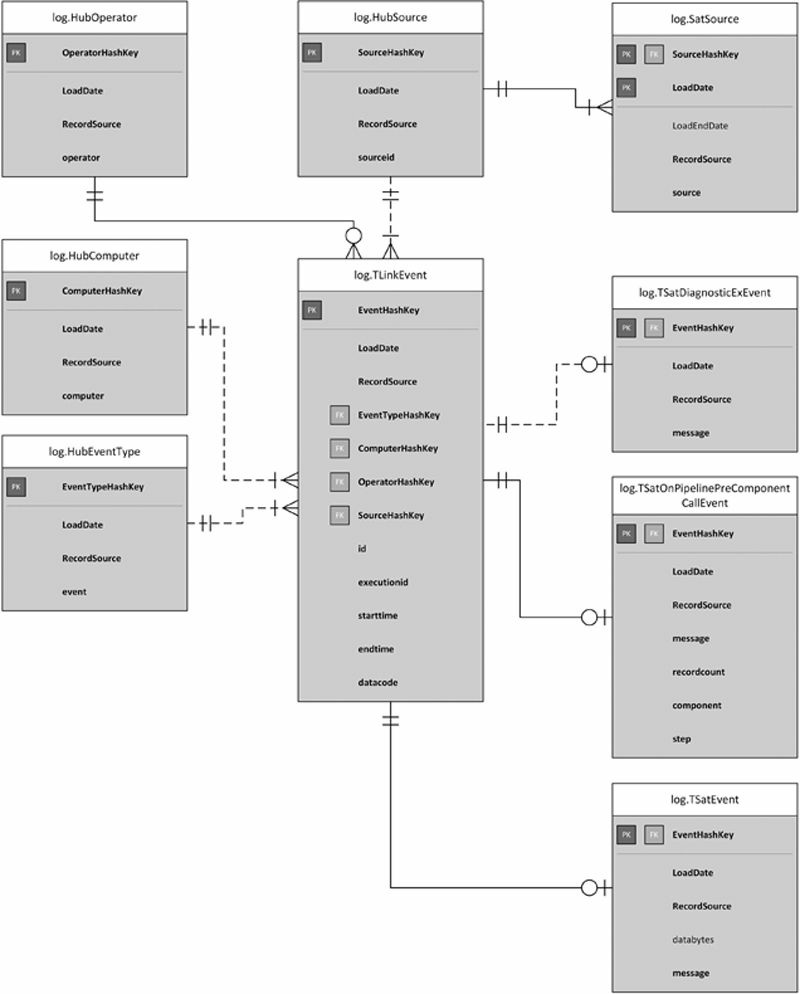 log.HubOperator
PK OperatorHashKey
LoadDate
RecordSource
operator
log.HubSource
PK SourceHashKey
LoadDate
RecordSource
sourceid
log.SatSource
PK FK SourceHashKey
PK LoadDate
LoadEndDate
RecordSource
source
log.HubComputer
PK ComputerHashKey
LoadDate
RecordSource
computer
log.HubEventType
PK EventTypeHashKey
LoadDate
RecordSource
event
log.TLinkEvent
PK EventHashKey
LoadDate
RecordSource
FK EventTypeHashKey
FK ComputerHashKey
FK OperatorHashKey
FK SourceHashKey
id
executionid
starttime
endtime
datacode
log.TSatDiagnosticExEvent
PK FK EventHashKey
LoadDate
RecordSource
message
log.TSatOnPipelinePreComponent
CallEvent
PK FK EventHashKey
LoadDate
RecordSource
message
recordcount
component
step
log.TSatEvent
PK FK EventHashKey
LoadDate
RecordSource
databytes
message